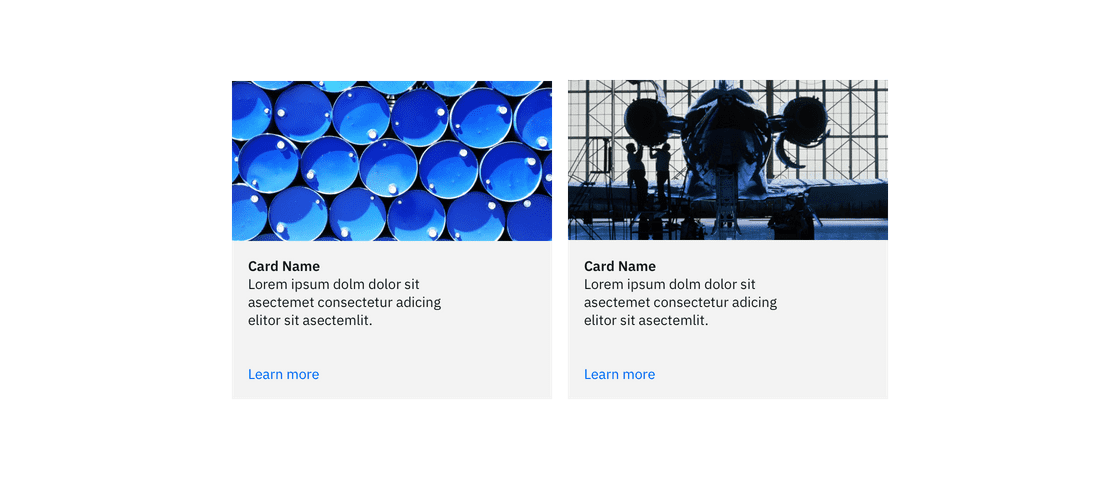 Card Name
Lorem ipsum dolm dolor sit
asectemet consectetur adicing
elitor sit asectemlit.
Learn more
Card Name
Lorem ipsum dolm dolor sit
asectemet consectetur adicing
elitor sit asectemlit.
Learn more